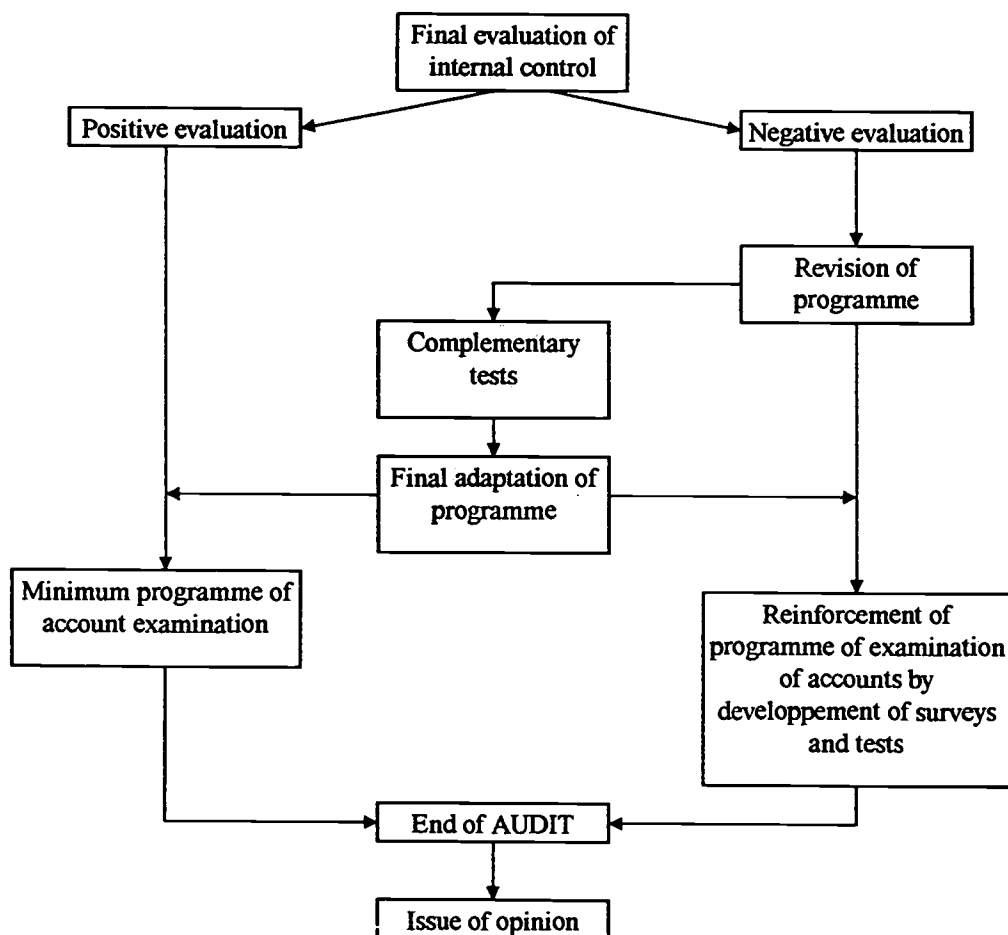 Final evaluation of
internal control
Positive evaluation
Negative evaluation
Revision of
programme
Complementary
tests
Final adaptation of
programme
Minimum programme of
account examination
Reinforcement of
programme of examination
of accounts by
developpement of surveys
and tests
End of AUDIT
Issue of opinion